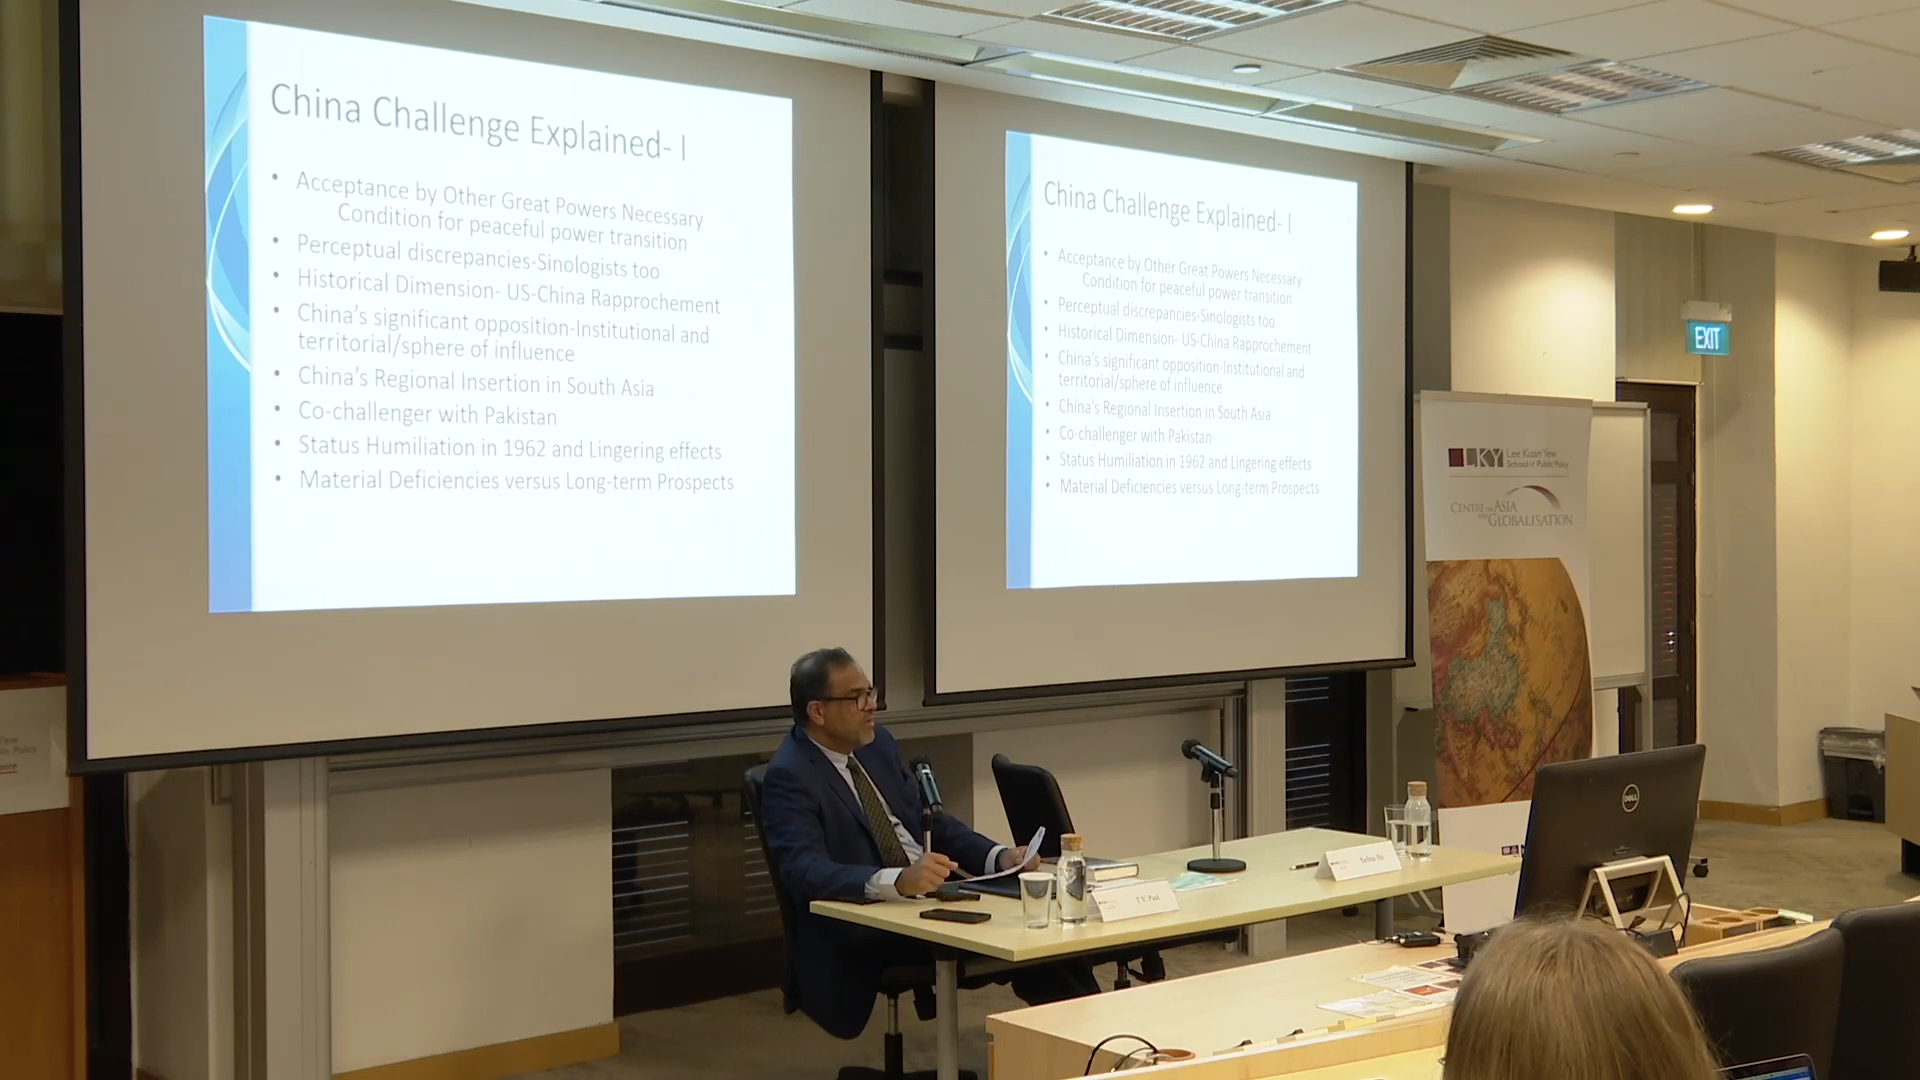 China Challenge Explained- I
• Acceptance by Other Great Powers Necessary
Condition for peaceful power transition
• Perceptual discrepancies-Sinologists too
• Historical Dimension- US-China Rapprochement
• China's significant opposition-Institutional and
territorial/sphere of influence
• China's Regional Insertion in South Asia
• Co-challenger with Pakistan
• Status Humiliation in 1962 and Lingering effects
• Material Deficiencies versus Long-term Prospects
China Challenge Explained- I
• Acceptance by Other Great Powers Necessary
Condition for peaceful power transition
• Perceptual discrepancies-Sinologists too
• Historical Dimension- US-China Rapprochement
• China's significant opposition-Institutional and
territorial/sphere of influence
• China's Regional Insertion in South Asia
• Co-challenger with Pakistan
• Status Humiliation in 1962 and Lingering effects
• Material Deficiencies versus Long-term Prospects
EXIT
LKY Lee Kuan Yew
School of Public Policy
CENTRE ON ASIA
AND GLOBALISATION
DELL
T.V. Paul
Selina Ho